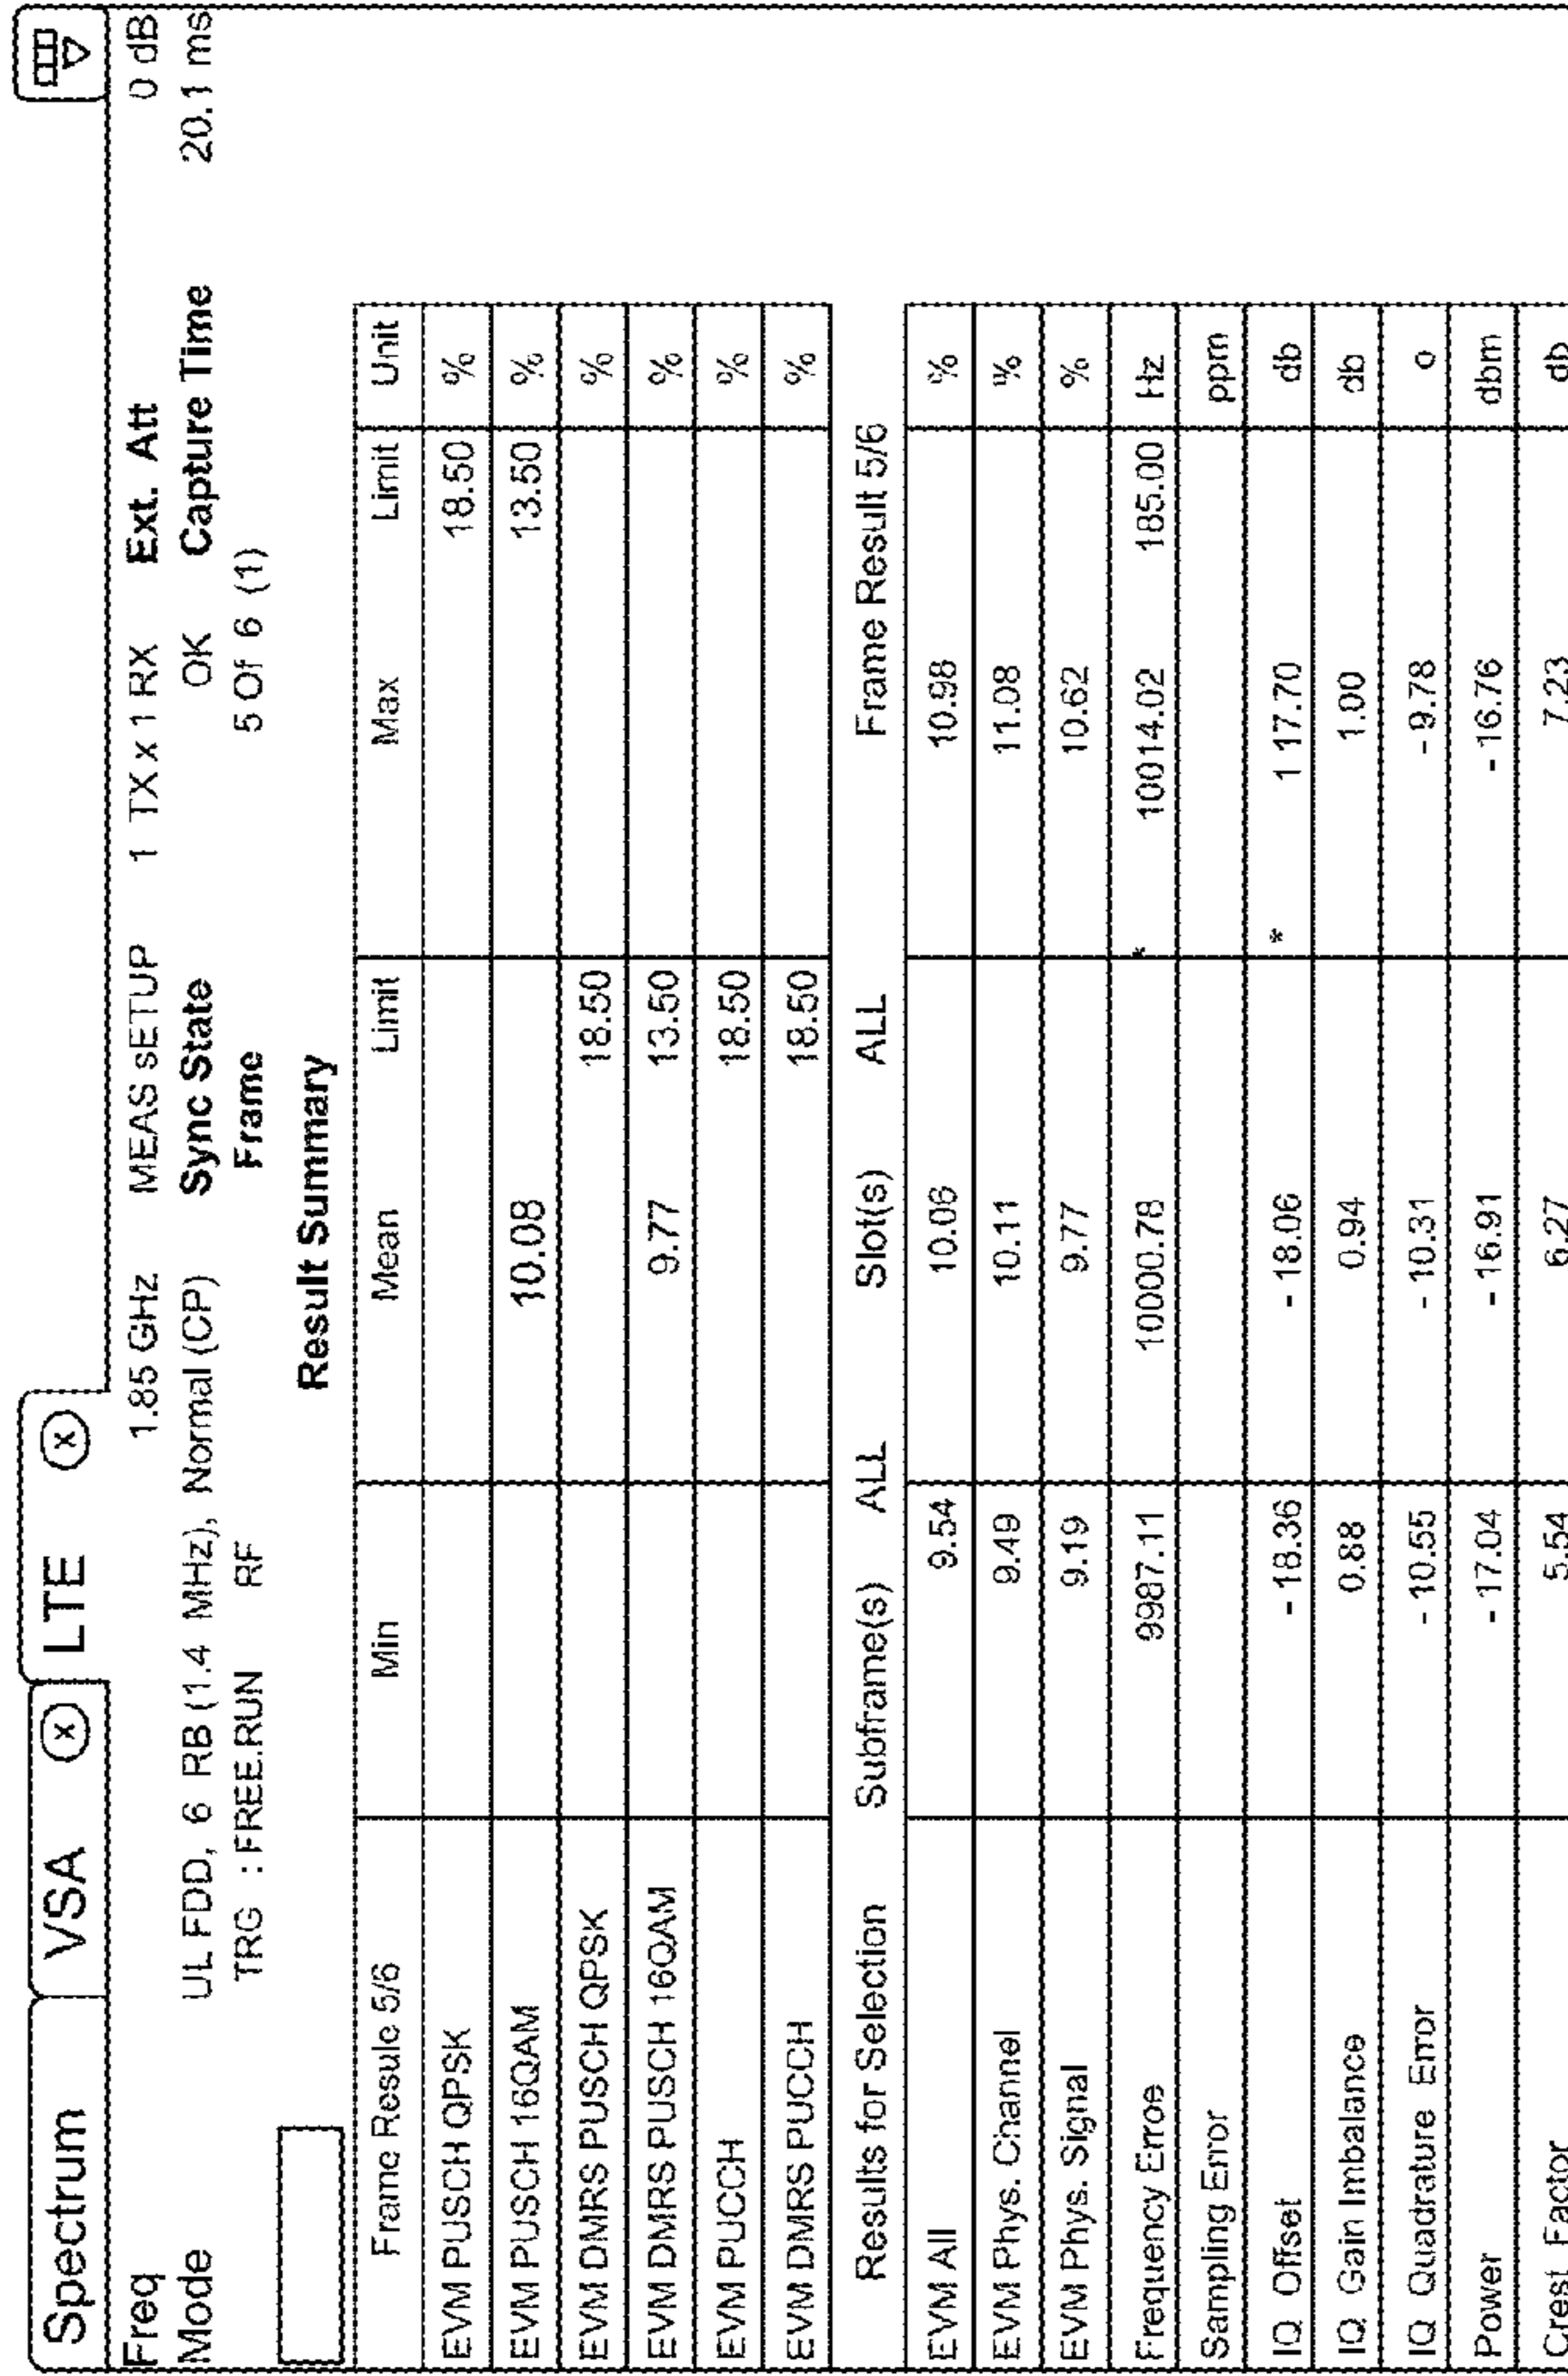 Spectrum VSA (x) LTE (x)
Freq 1.85 GHz MEAS sETUP 1 TX x 1 RX Ext. Att 0 dB
Mode UL FDD, 6 RB (1.4 MHz), Normal (CP) Sync State OK Capture Time 20.1 ms
TRG : FREE.RUN RF Frame 5 Of 6 (1)
Result Summary
Frame Resule 5/6 Min Mean Limit Max Limit Unit
EVM PUSCH QPSK 18.50 %
EVM PUSCH 16QAM 10.08 13.50 %
EVM DMRS PUSCH QPSK 18.50 %
EVM DMRS PUSCH 16QAM 9.77 13.50 %
EVM PUCCH 18.50 %
EVM DMRS PUCCH 18.50 %
Results for Selection Subframe(s) ALL Slot(s) ALL Frame Result 5/6
EVM All 9.54 10.06 10.98 %
EVM Phys. Channel 9.49 10.11 11.08 %
EVM Phys. Signal 9.19 9.77 10.62 %
Frequency Erroe 9987.11 10000.78 * 10014.02 185.00 Hz
Sampling Error ppm
IQ Offset - 18.36 - 18.06 * 1 17.70 db
IQ Gain Imbalance 0.88 0.94 1.00 db
IQ Quadrature Error - 10.55 - 10.31 - 9.78 o
Power - 17.04 - 16.91 - 16.76 dbm
Crest Factor 5.54 6.27 7.23 db